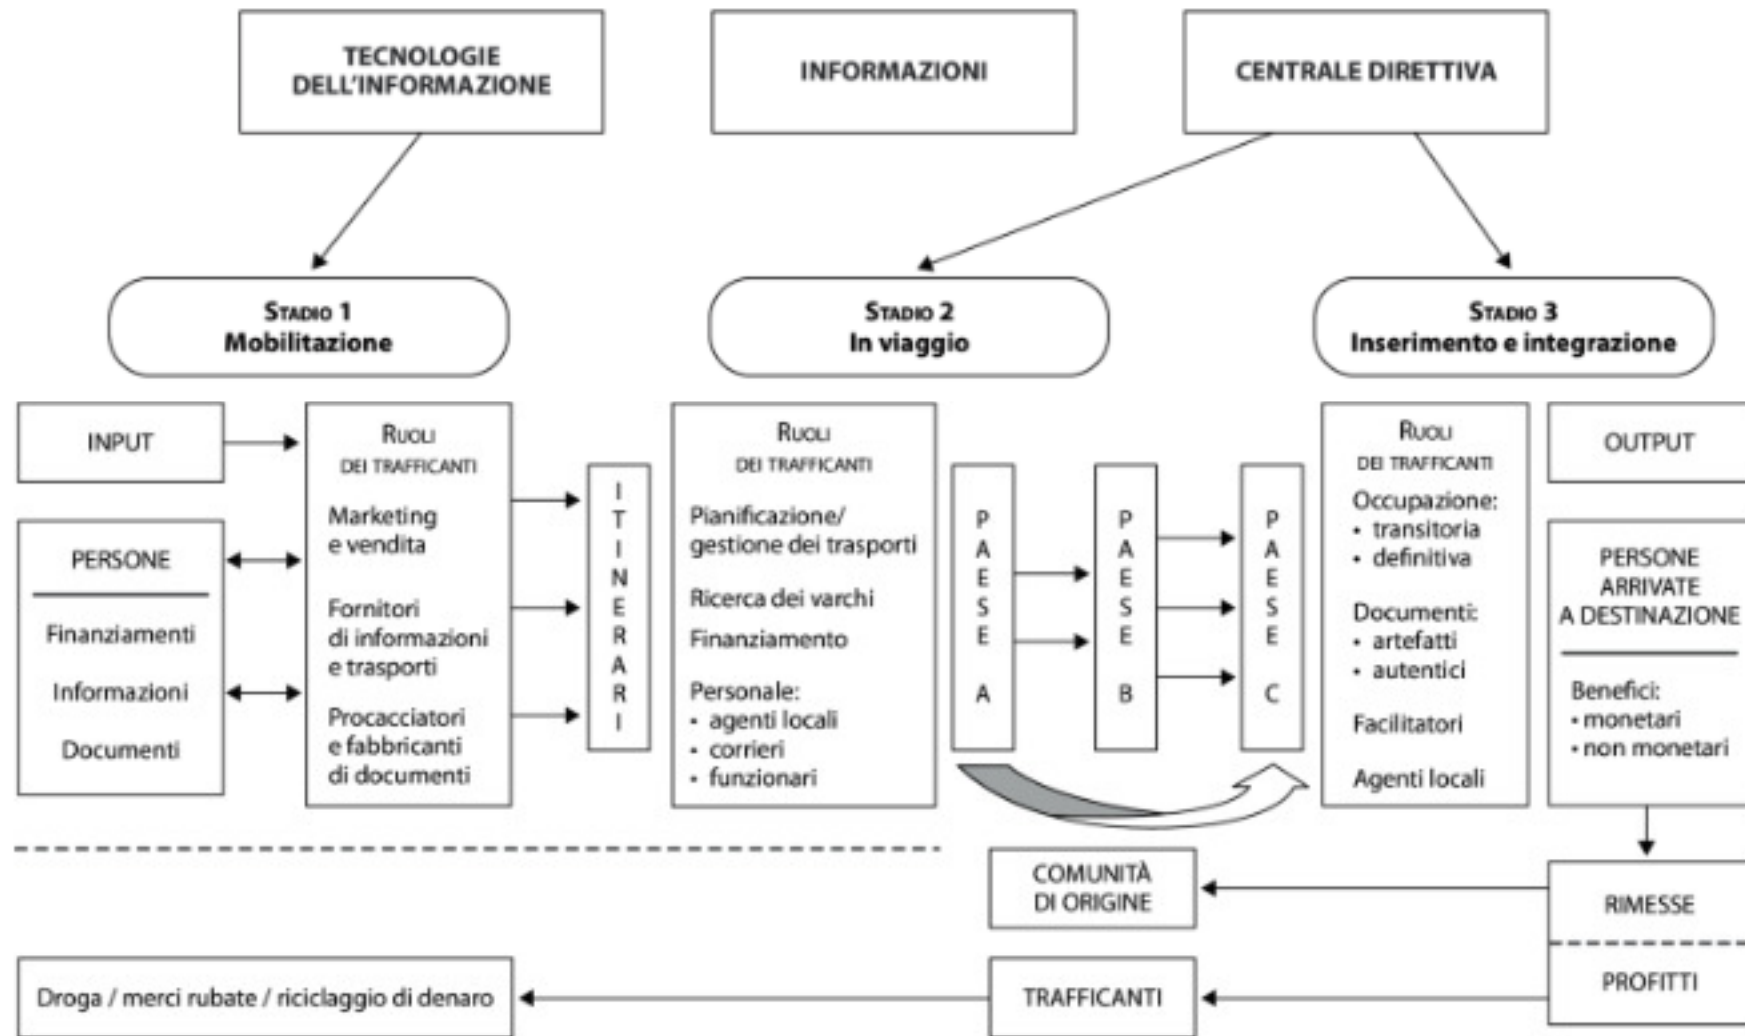 TECNOLOGIE
DELL'INFORMAZIONE
INFORMAZIONI
CENTRALE DIRETTIVA
STADIO 1
Mobilitazione
STADIO 2
In viaggio
STADIO 3
Inserimento e integrazione
INPUT
PERSONE
Finanziamenti
Informazioni
Documenti
RUOLI
DEI TRAFFICANTI
Marketing
e vendita
Fornitori
di informazioni
e trasporti
Procacciatori
e fabbricanti
di documenti
ITINERARI
RUOLI
DEI TRAFFICANTI
Pianificazione/
gestione dei trasporti
Ricerca dei varchi
Finanziamento
Personale:
• agenti locali
• corrieri
• funzionari
PAESE A
PAESE B
PAESE C
RUOLI
DEI TRAFFICANTI
Occupazione:
• transitoria
• definitiva
Documenti:
• artefatti
• autentici
Facilitatori
Agenti locali
OUTPUT
PERSONE
ARRIVATE
A DESTINAZIONE
Benefici:
• monetari
• non monetari
COMUNITÀ
DI ORIGINE
RIMESSE
PROFITTI
TRAFFICANTI
Droga / merci rubate / riciclaggio di denaro